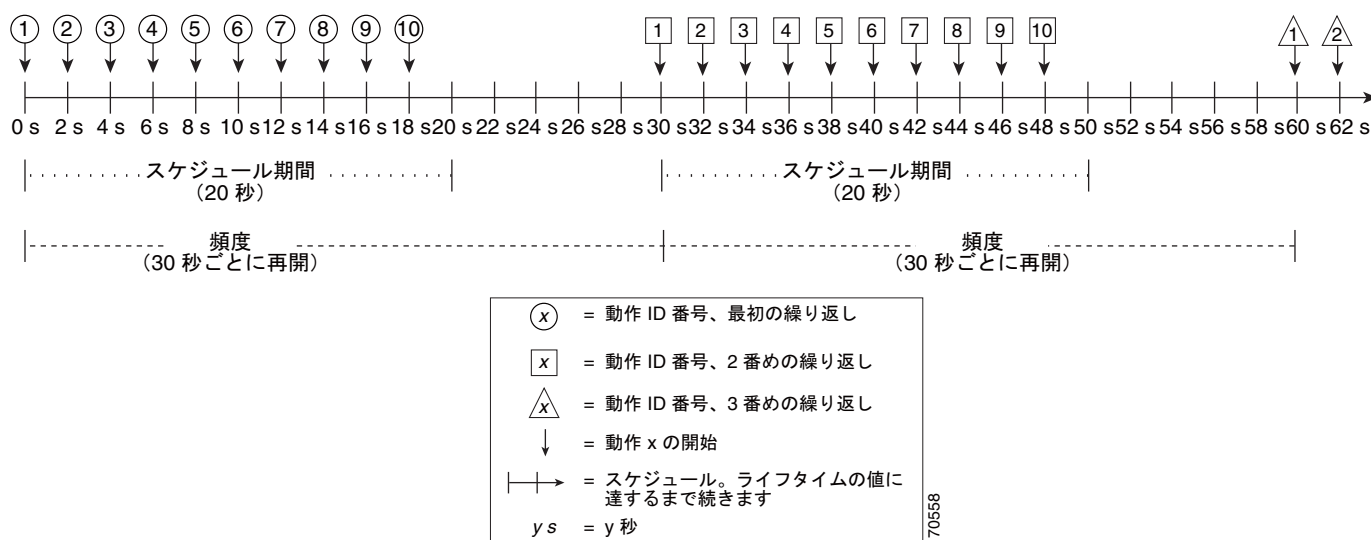 1 2 3 4 5 6 7 8 9 10 1 2 3 4 5 6 7 8 9 10 1 2
0 s 2 s 4 s 6 s 8 s 10 s 12 s 14 s 16 s 18 s 20 s 22 s 24 s 26 s 28 s 30 s 32 s 34 s 36 s 38 s 40 s 42 s 44 s 46 s 48 s 50 s 52 s 54 s 56 s 58 s 60 s 62 s
スケジュール期間 スケジュール期間
（20 秒） （20 秒）
頻度 頻度
（30 秒ごとに再開） （30 秒ごとに再開）
x = 動作 ID 番号、最初の繰り返し
x = 動作 ID 番号、2 番めの繰り返し
x = 動作 ID 番号、3 番めの繰り返し
= 動作 x の開始
= スケジュール。ライフタイムの値に
達するまで続きます
y s = y 秒
70558